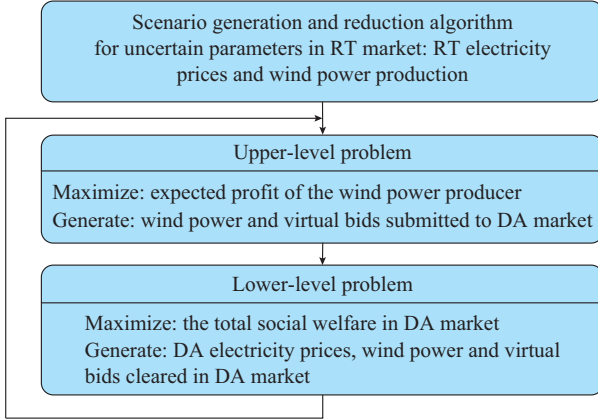 Scenario generation and reduction algorithm
for uncertain parameters in RT market: RT electricity
prices and wind power production
Upper-level problem
Maximize: expected profit of the wind power producer
Generate: wind power and virtual bids submitted to DA market
Lower-level problem
Maximize: the total social welfare in DA market
Generate: DA electricity prices, wind power and virtual
bids cleared in DA market